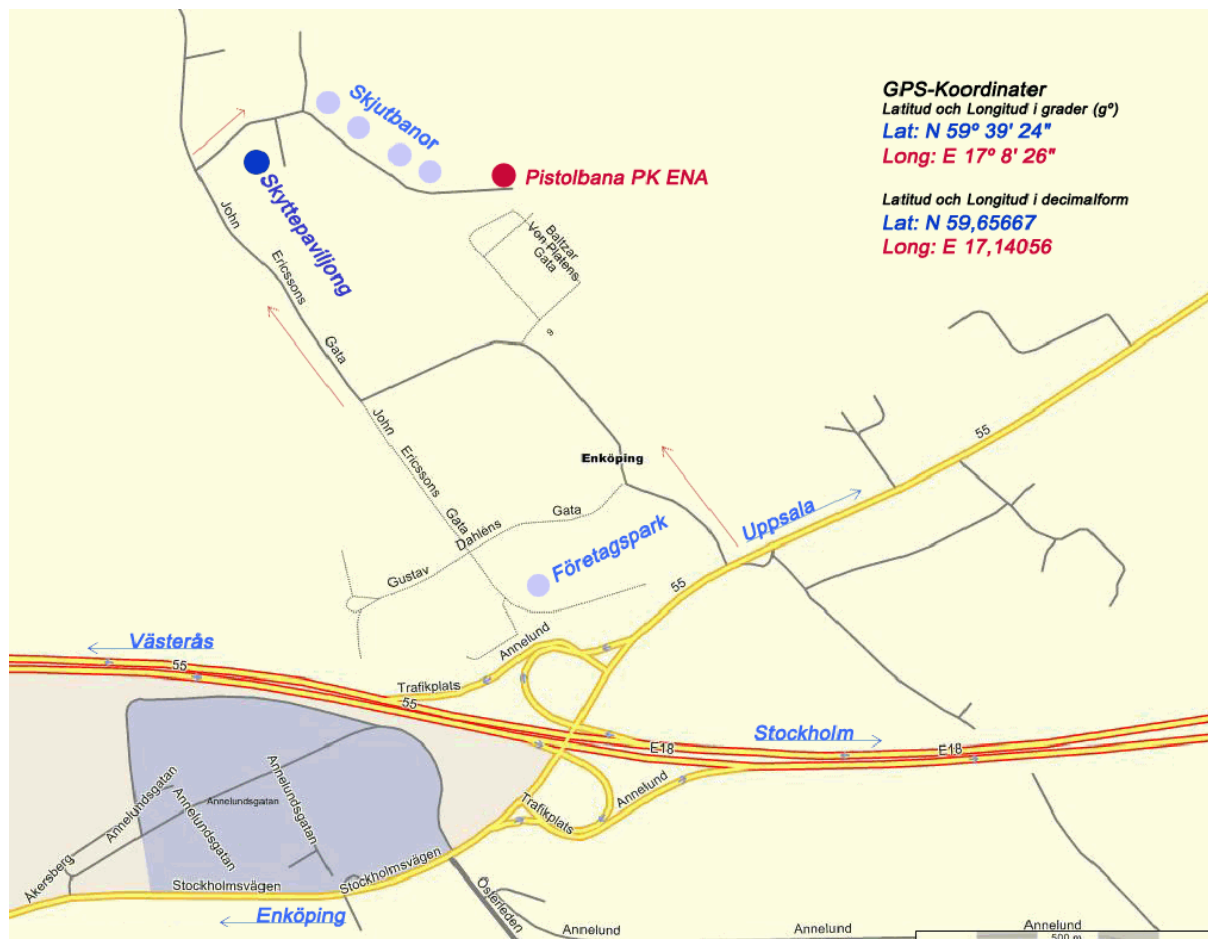 GPS-Koordinater
Latitud och Longitud i grader (g°)
Lat: N 59° 39' 24"
Long: E 17° 8' 26"
Latitud och Longitud i decimalform
Lat: N 59,65667
Long: E 17,14056
Skjutbanor
Pistolbana PK ENA
Skyttepaviljong
John
Ericssons
Gata
Baltzar
Von-Platens
Gata
John
Ericssons
Gata
Enköping
55
Gata
Dahléns
Gustav
Uppsala
Företagspark
55
Annelund
Västerås
55
Trafikplats
55
E18
Stockholm
E18
Annelund
Trafikplats
Annelundsgatan
Annelundsgatan
Annelundsgatan
Annelundsgatan
Åkersberg
Stockholmsvägen
Stockholmsvägen
Österleden
Enköping
Annelund
Annelund
Annelund
500 m